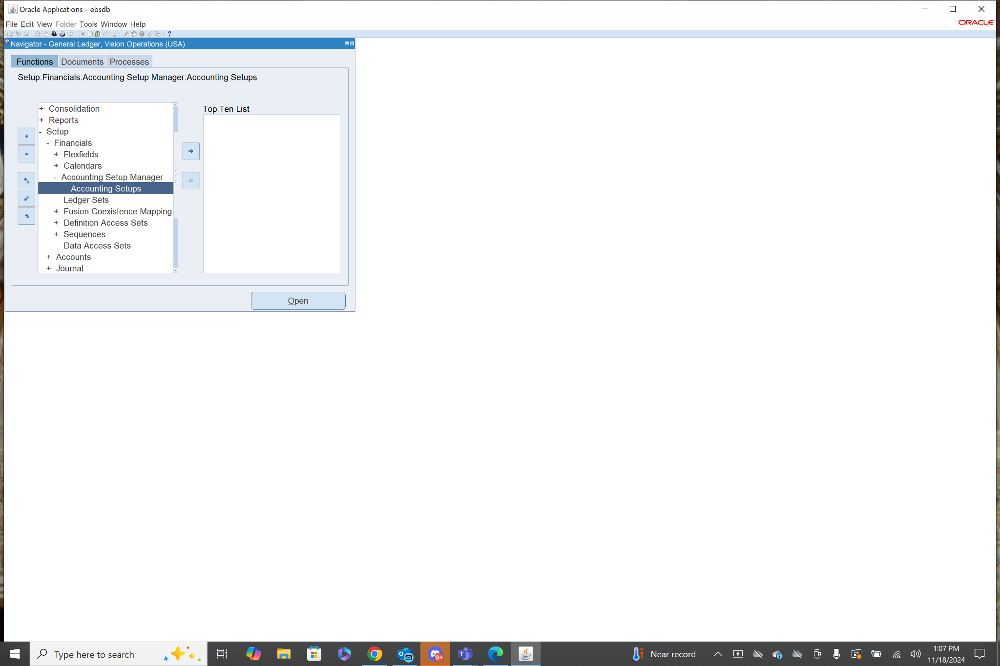 Oracle Applications - ebsdb
File Edit View Folder Tools Window Help
ORACLE
?
Navigator - General Ledger, Vision Operations (USA)
Functions Documents Processes
Setup:Financials:Accounting Setup Manager:Accounting Setups
Top Ten List
+ Consolidation
+ Reports
- Setup
- Financials
+ Flexfields
+ Calendars
- Accounting Setup Manager
Accounting Setups
Ledger Sets
+ Fusion Coexistence Mapping
+ Definition Access Sets
+ Sequences
Data Access Sets
+ Accounts
+ Journal
Open
Type here to search
9+
Near record
1:07 PM
11/18/2024